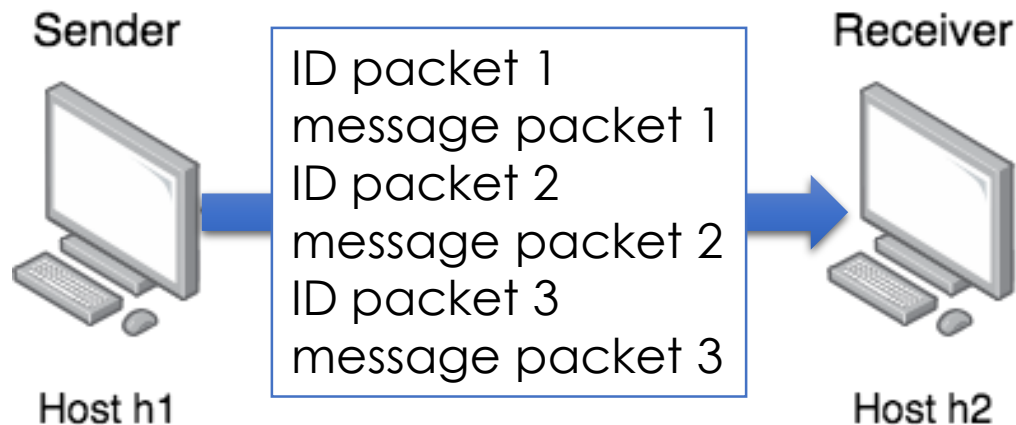 Sender
Receiver
ID packet 1
message packet 1
ID packet 2
message packet 2
ID packet 3
message packet 3
Host h1
Host h2